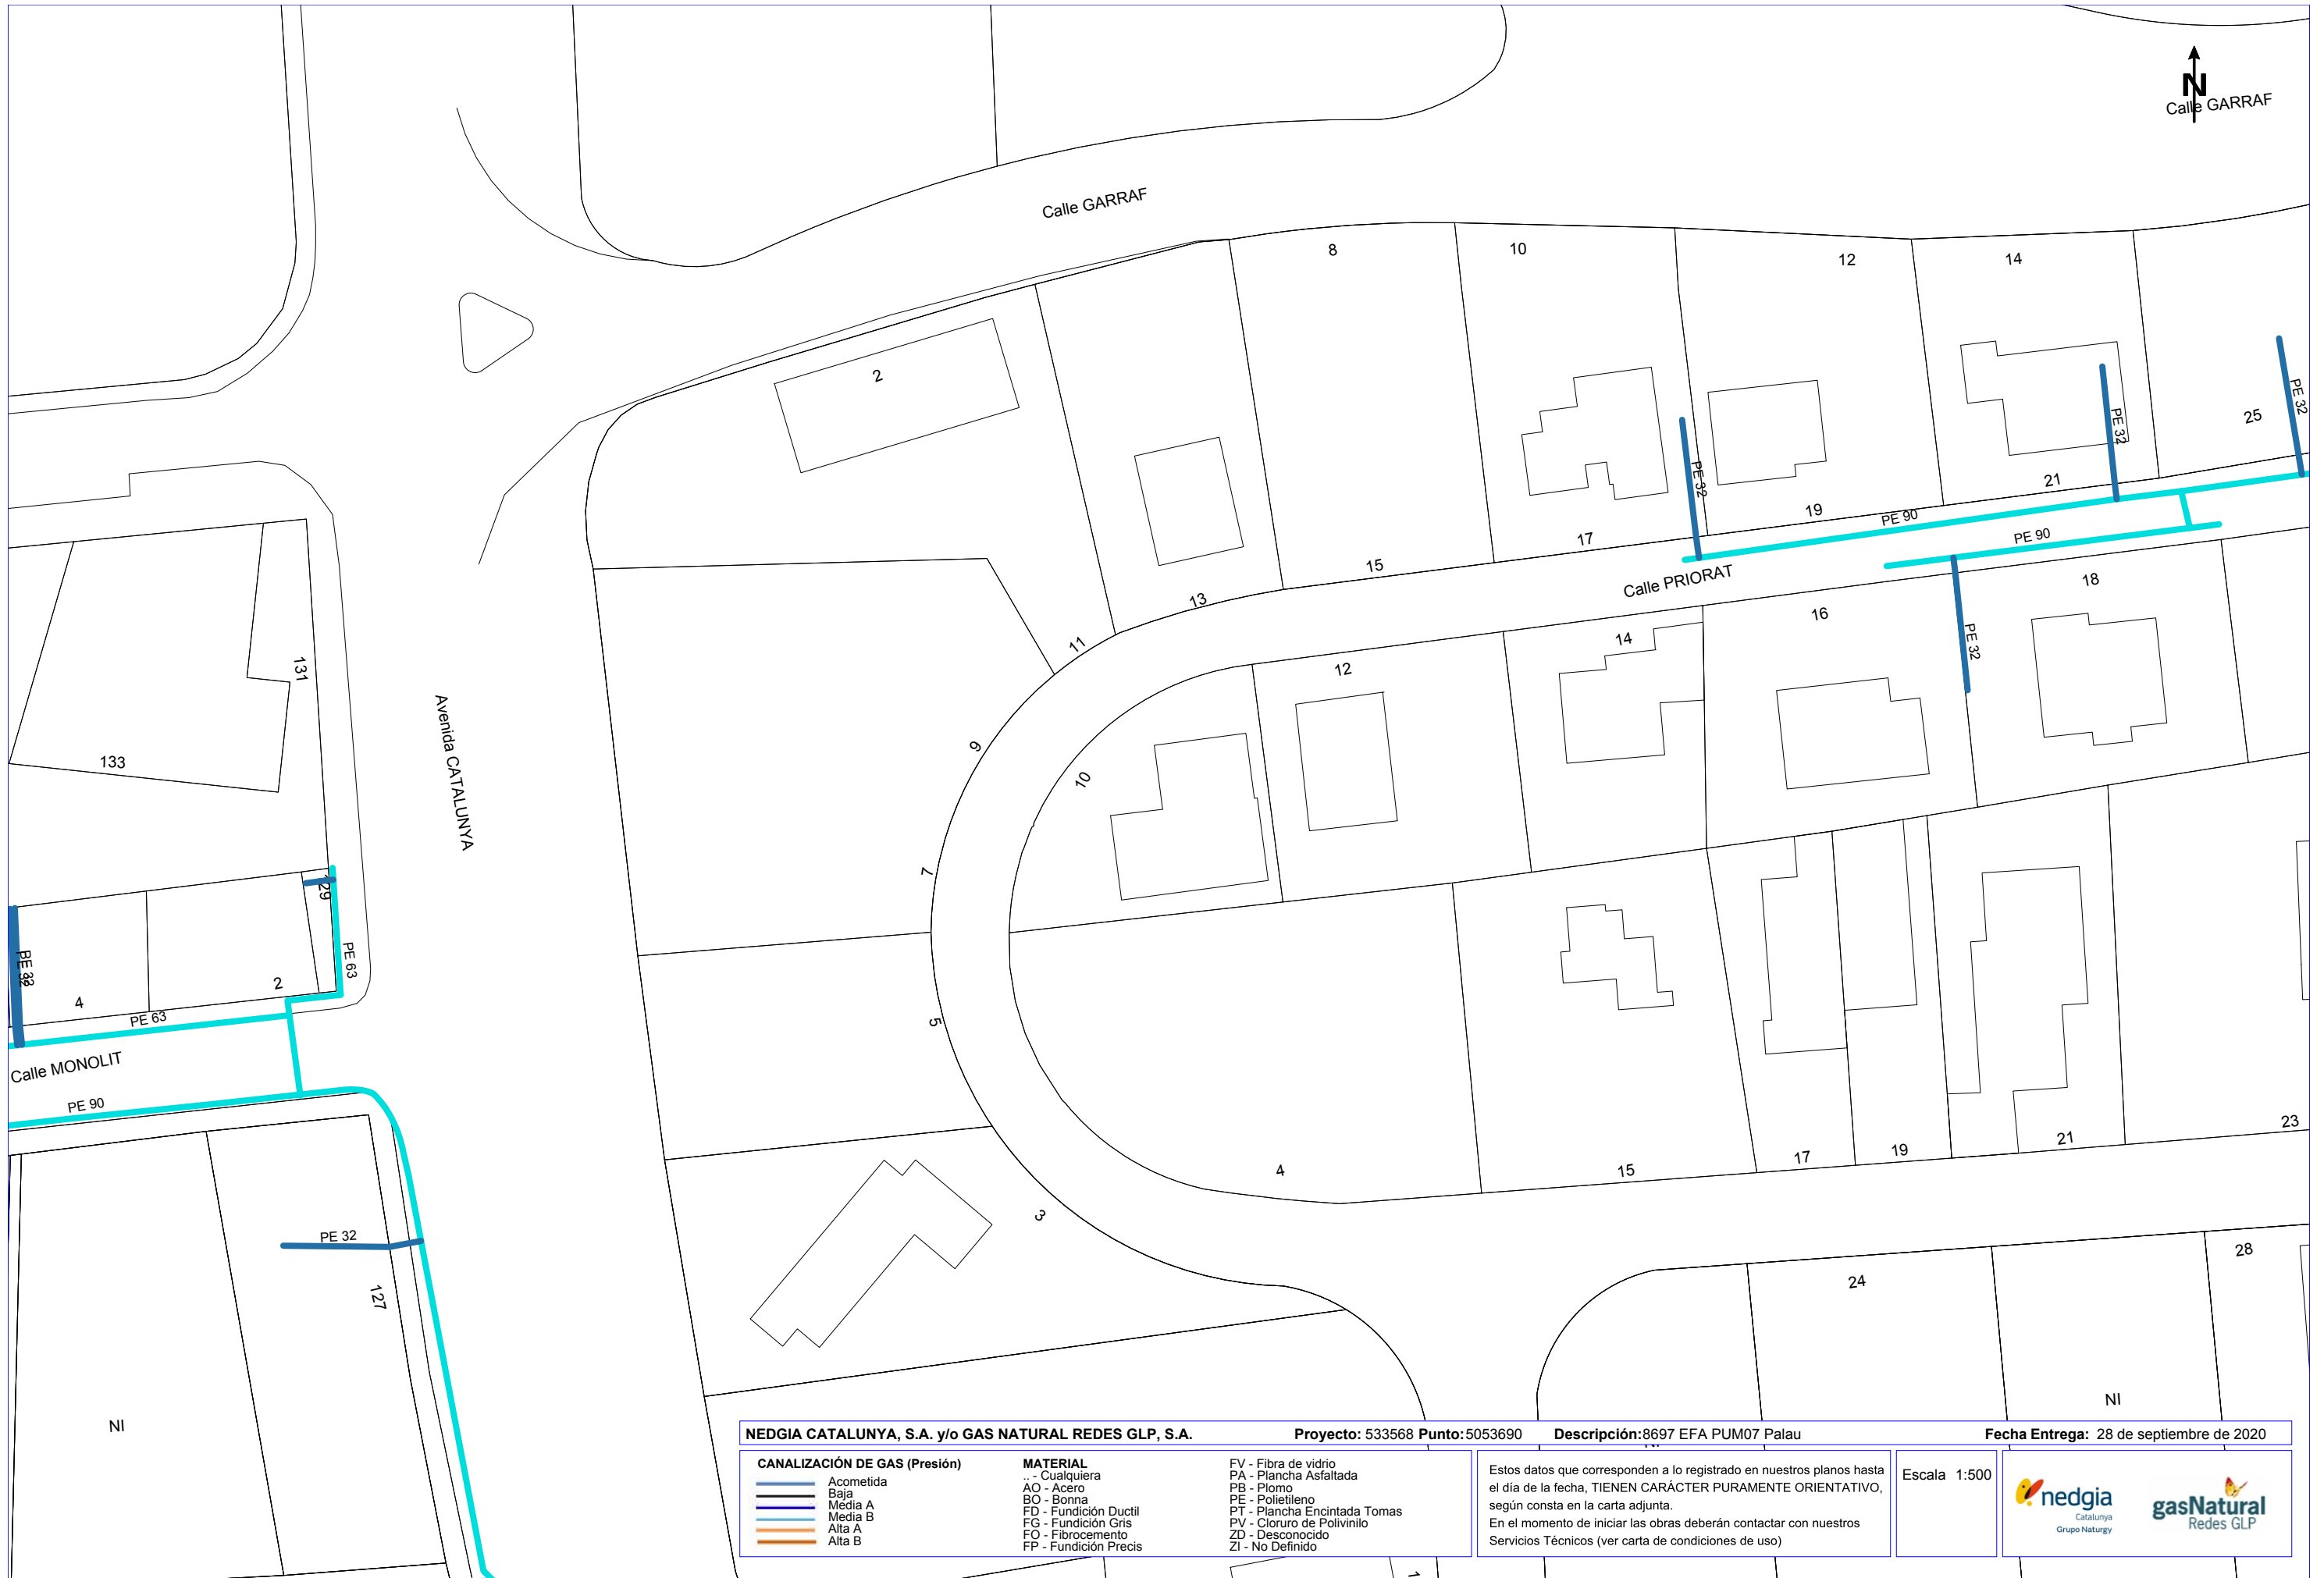 N
Calle GARRAF
Calle GARRAF
8
10
12
14
2
25
PE 32
PE 32
PE 32
21
19
PE 90
PE 90
17
15
Calle PRIORAT
13
11
18
16
14
12
PE 32
131
133
Avenida CATALUNYA
9
10
7
PE 63
4
2
PE 63
5
Calle MONOLIT
PE 90
23
21
19
17
15
4
3
PE 32
127
28
24
NI
NI
NEDGIA CATALUNYA, S.A. y/o GAS NATURAL REDES GLP, S.A. Proyecto: 533568 Punto:5053690 Descripción:8697 EFA PUM07 Palau Fecha Entrega: 28 de septiembre de 2020
CANALIZACIÓN DE GAS (Presión)
Acometida
Baja
Media A
Media B
Alta A
Alta B
MATERIAL
.. - Cualquiera
AO - Acero
BO - Bonna
FD - Fundición Ductil
FG - Fundición Gris
FO - Fibrocemento
FP - Fundición Precis
FV - Fibra de vidrio
PA - Plancha Asfaltada
PB - Plomo
PE - Polietileno
PT - Plancha Encintada Tomas
PV - Cloruro de Polivinilo
ZD - Desconocido
ZI - No Definido
Estos datos que corresponden a lo registrado en nuestros planos hasta
el día de la fecha, TIENEN CARÁCTER PURAMENTE ORIENTATIVO,
según consta en la carta adjunta.
En el momento de iniciar las obras deberán contactar con nuestros
Servicios Técnicos (ver carta de condiciones de uso)
Escala 1:500
nedgia
Catalunya
Grupo Naturgy
gasNatural
Redes GLP